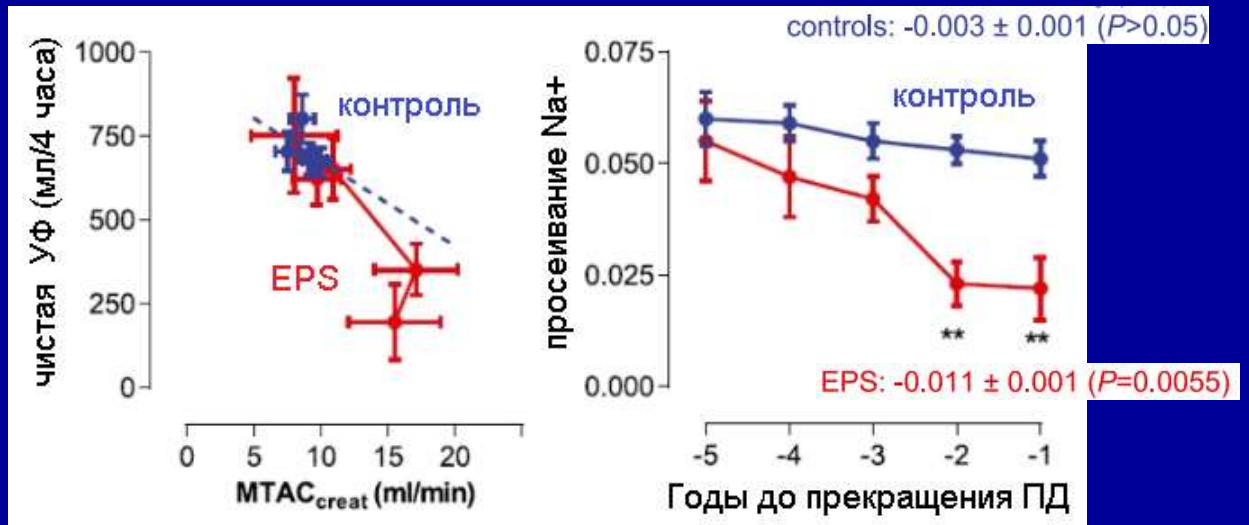 controls: -0.003 ± 0.001 (P>0.05)
чистая УФ (мл/4 часа)
1000
750
500
250
0
контроль
EPS
0
5
10
15
20
MTACcreat (ml/min)
просеивание Na+
0.075
0.050
0.025
0.000
контроль
**
**
EPS: -0.011 ± 0.001 (P=0.0055)
-5
-4
-3
-2
-1
Годы до прекращения ПД